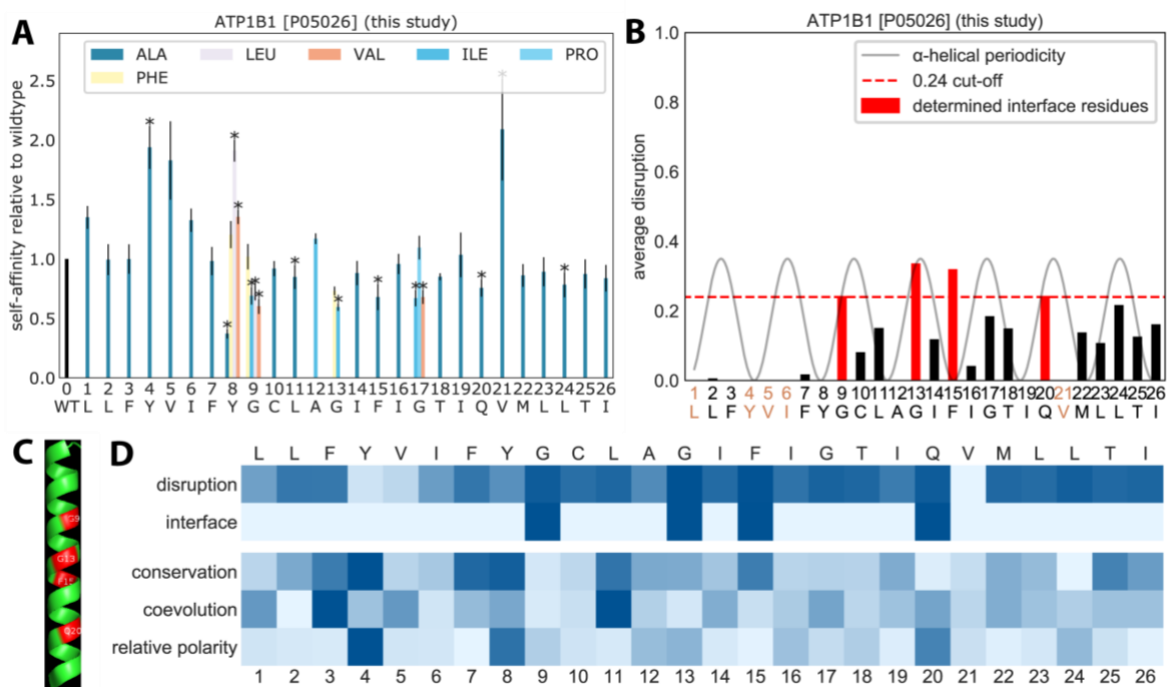 A
ATP1B1 [P05026] (this study)
self-affinity relative to wildtype
ALA LEU VAL ILE PRO
PHE
2.5
2.0
1.5
1.0
0.5
0.0
* * * * * * * * * * * * * * *
0 1 2 3 4 5 6 7 8 9 10 11 12 13 14 15 16 17 18 19 20 21 22 23 24 25 26
WT L L F Y V I F Y G C L A G I F I G T I Q V M L L T I
B
ATP1B1 [P05026] (this study)
average disruption
α-helical periodicity
0.24 cut-off
determined interface residues
1.0
0.8
0.6
0.4
0.2
0.0
1 2 3 4 5 6 7 8 9 10 11 12 13 14 15 16 17 18 19 20 21 22 23 24 25 26
L L F Y V I F Y G C L A G I F I G T I Q V M L L T I
C
G9
G13
F15
Q20
D
L L F Y V I F Y G C L A G I F I G T I Q V M L L T I
disruption
interface
conservation
coevolution
relative polarity
1 2 3 4 5 6 7 8 9 10 11 12 13 14 15 16 17 18 19 20 21 22 23 24 25 26